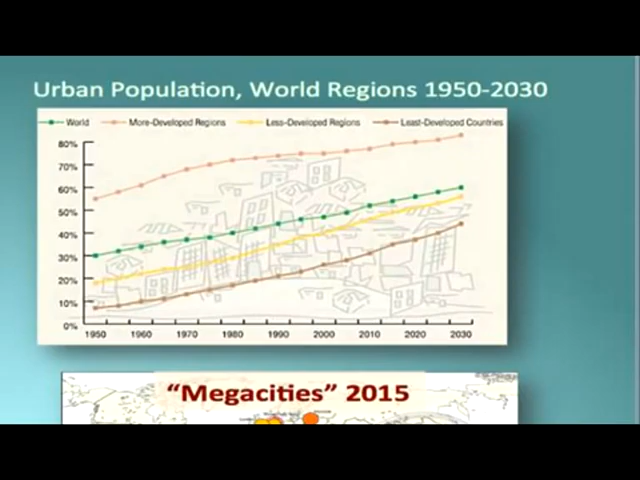 Urban Population, World Regions 1950-2030
World More-Developed Regions Less-Developed Regions Least-Developed Countries
80%
70%
60%
50%
40%
30%
20%
10%
0%
1950 1960 1970 1980 1990 2000 2010 2020 2030
“Megacities” 2015